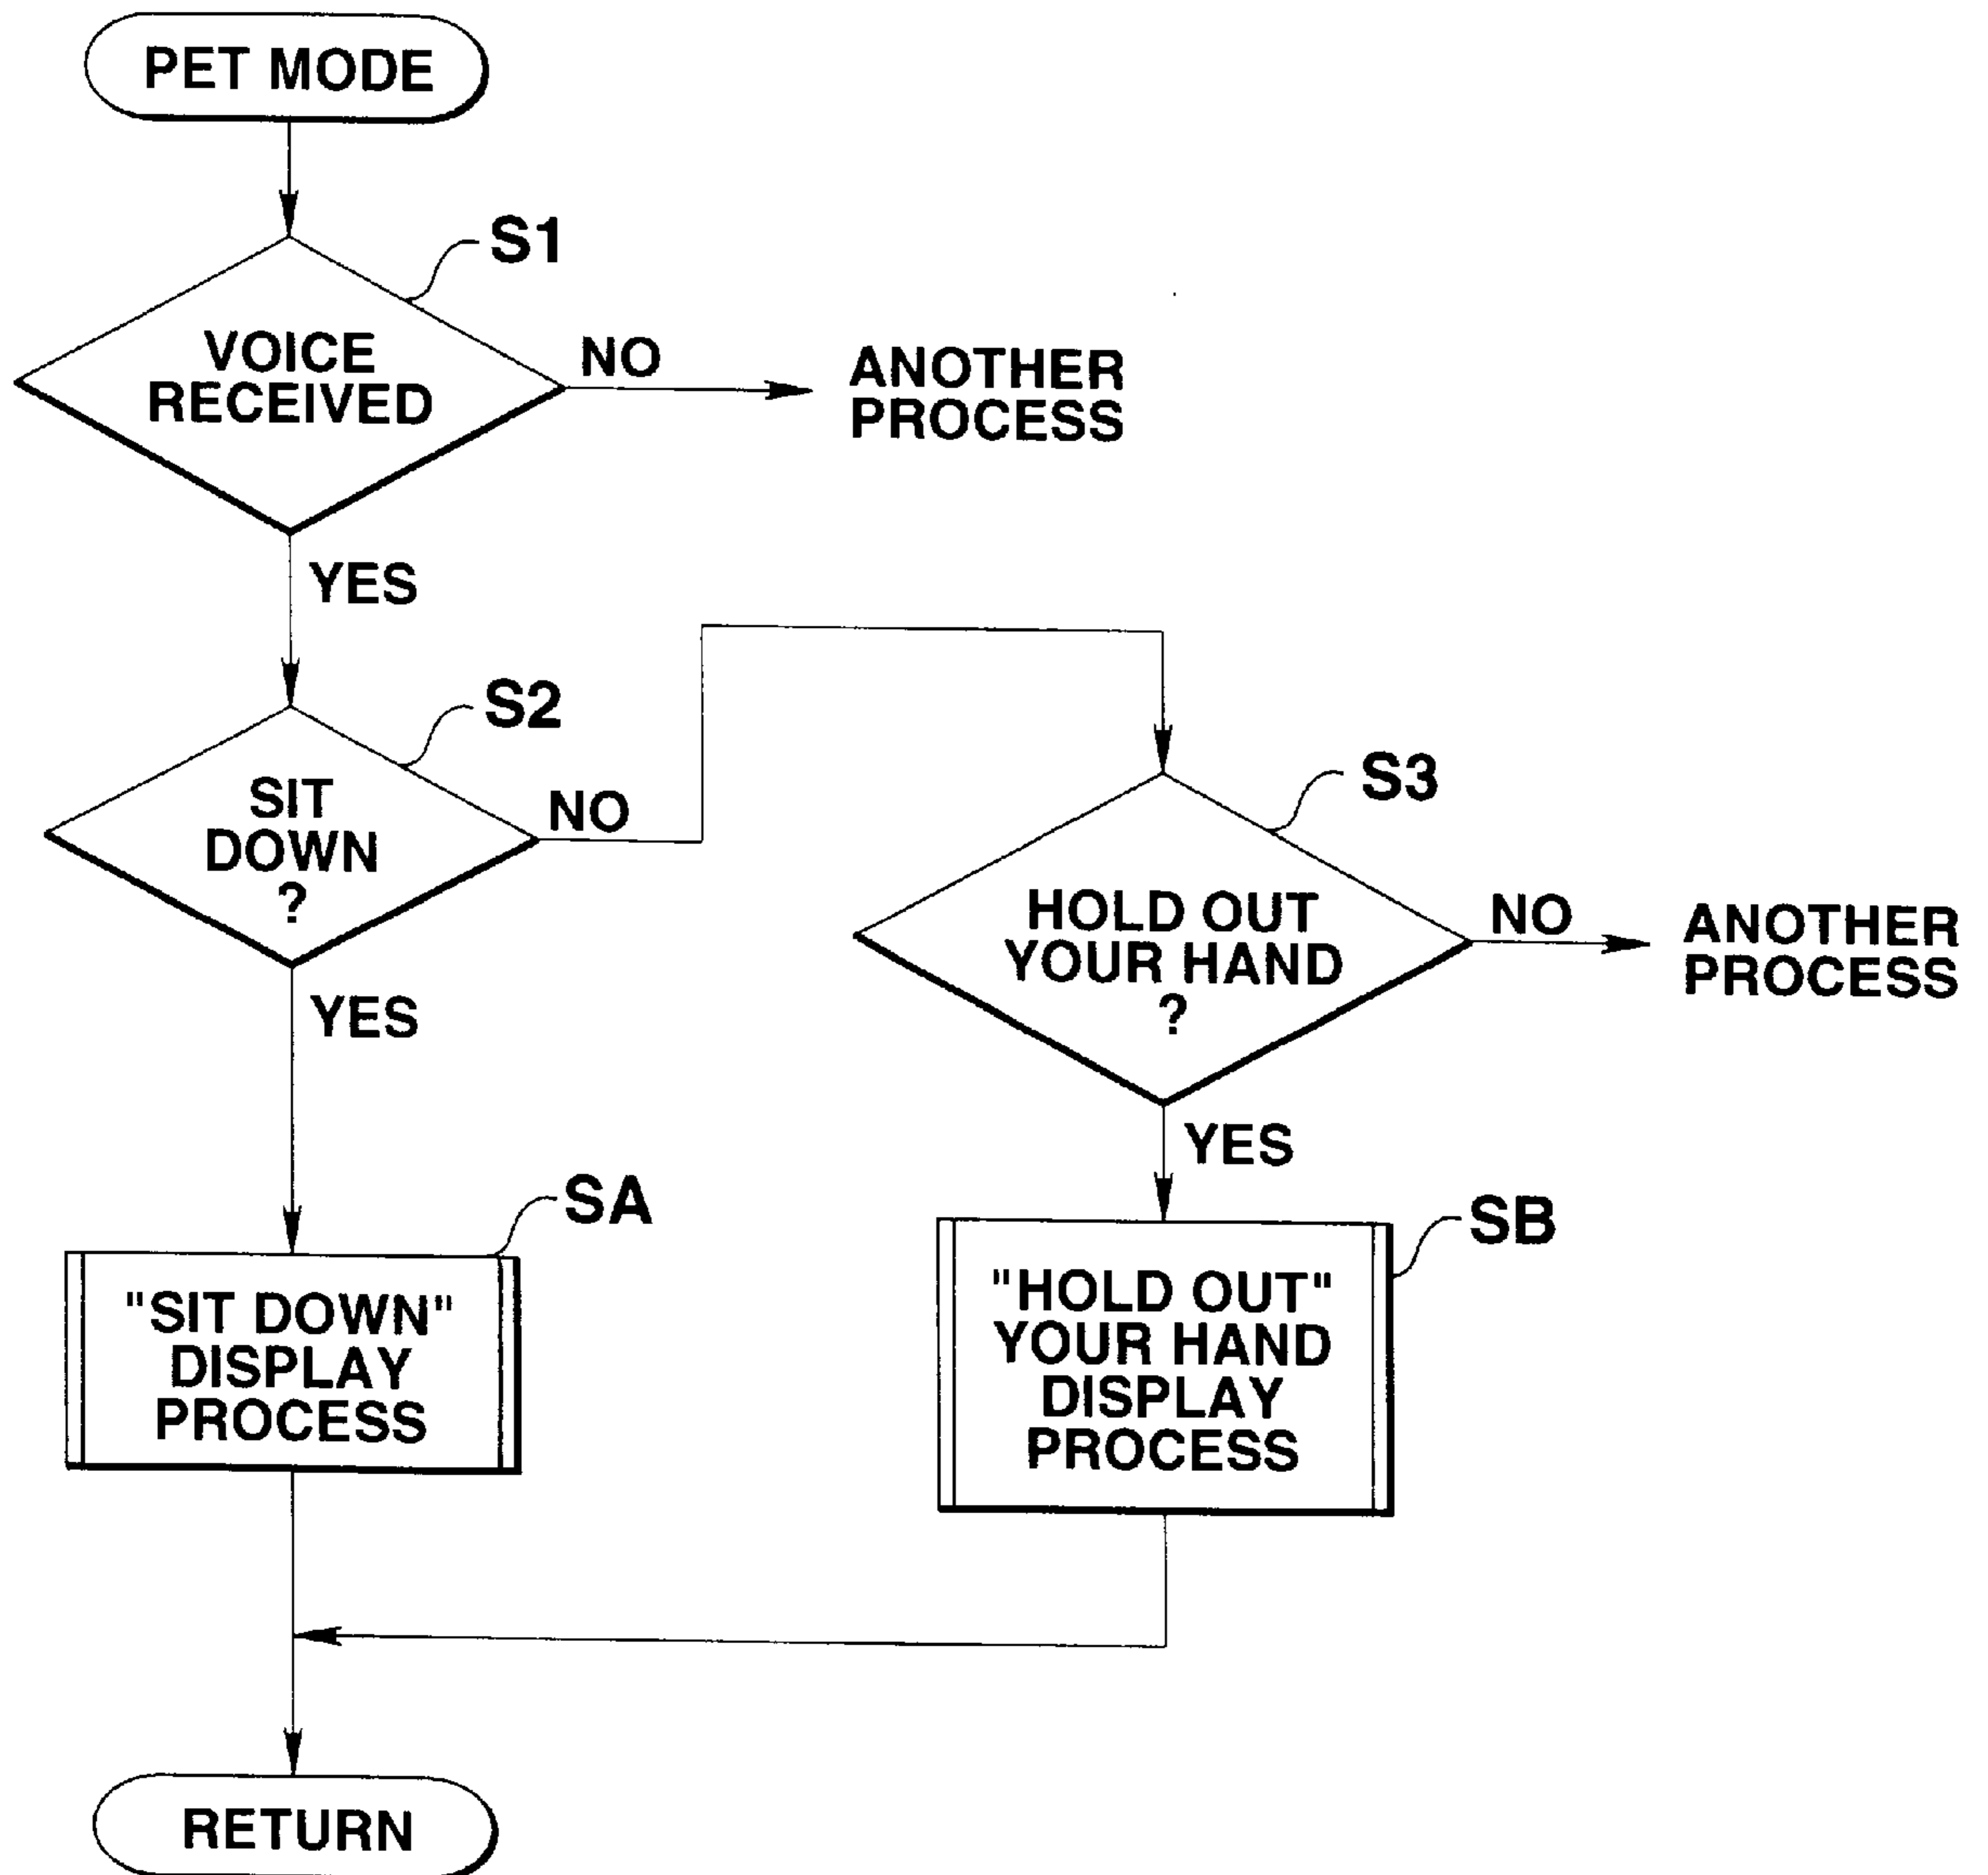 PET MODE
S1
VOICE
RECEIVED
NO
ANOTHER
PROCESS
YES
S2
SIT
DOWN
?
NO
S3
HOLD OUT
YOUR HAND
?
NO
ANOTHER
PROCESS
YES
YES
SA
"SIT DOWN"
DISPLAY
PROCESS
SB
"HOLD OUT"
YOUR HAND
DISPLAY
PROCESS
RETURN